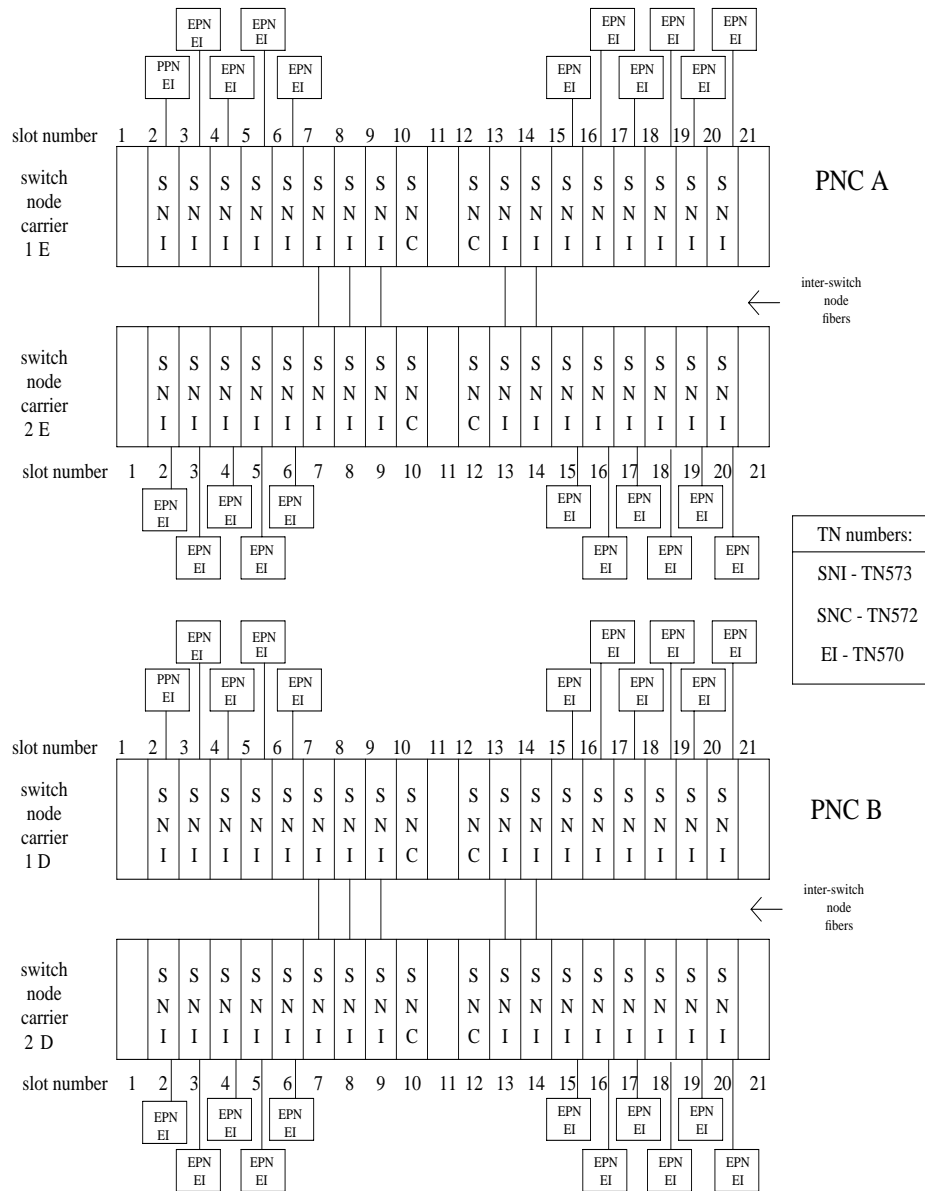 EPN EPN EPN EPN EPN
EI EI EI EI EI
PPN EPN EPN EPN EPN EPN
EI EI EI EI EI EI
slot number 1 2 3 4 5 6 7 8 9 10 11 12 13 14 15 16 17 18 19 20 21
switch
node
carrier
1 E
S S S S S S S S S S S S S S S S S S
N N N N N N N N N N N N N N N N N N
I I I I I I I I C C I I I I I I I I
PNC A
inter-switch
node
fibers
switch
node
carrier
2 E
S S S S S S S S S S S S S S S S S S
N N N N N N N N N N N N N N N N N N
I I I I I I I I C C I I I I I I I I
slot number 1 2 3 4 5 6 7 8 9 10 11 12 13 14 15 16 17 18 19 20 21
EPN EPN EPN EPN EPN EPN
EI EI EI EI EI EI
EPN EPN EPN EPN EPN
EI EI EI EI EI
TN numbers:
SNI - TN573
SNC - TN572
EI - TN570
EPN EPN EPN EPN EPN
EI EI EI EI EI
PPN EPN EPN EPN EPN EPN
EI EI EI EI EI EI
slot number 1 2 3 4 5 6 7 8 9 10 11 12 13 14 15 16 17 18 19 20 21
switch
node
carrier
1 D
S S S S S S S S S S S S S S S S S S
N N N N N N N N N N N N N N N N N N
I I I I I I I I C C I I I I I I I I
PNC B
inter-switch
node
fibers
switch
node
carrier
2 D
S S S S S S S S S S S S S S S S S S
N N N N N N N N N N N N N N N N N N
I I I I I I I I C C I I I I I I I I
slot number 1 2 3 4 5 6 7 8 9 10 11 12 13 14 15 16 17 18 19 20 21
EPN EPN EPN EPN EPN EPN
EI EI EI EI EI EI
EPN EPN EPN EPN EPN
EI EI EI EI EI